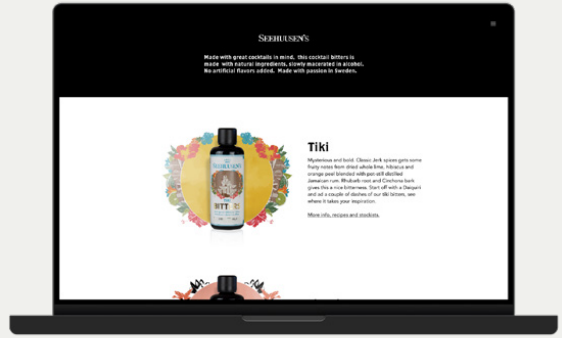 SEEHUUSEN'S
Made with great cocktails in mind, this cocktail bitters is
made with natural ingredients, slowly macerated in alcohol.
No artificial flavors added. Made with passion in Sweden.
Tiki
Mysterious and bold. Classic Jerk spices gets some
fruity notes from dried whole lime, hibiscus and
orange peel blended with pot still distilled
Jamaican rum. Rhubarb root and Cinchona bark
gives this a nice bitterness. Start off with a Daiquiri
and ad a couple of dashes of our tiki bitters, see
where it takes your inspiration.
More info, recipes and stockists.
SEEHUUSEN'S
BITTERS